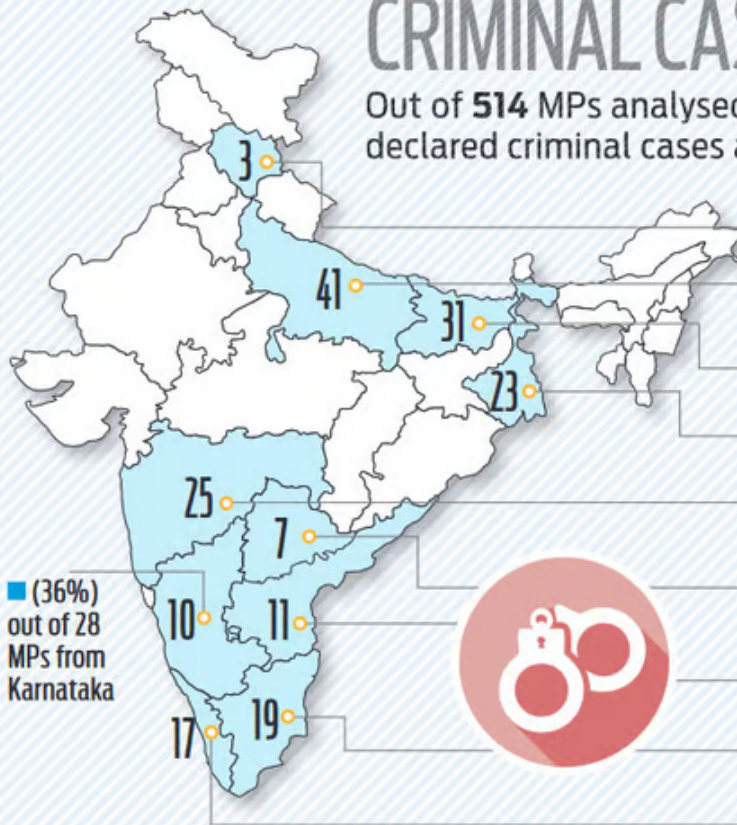 CRIMINAL CAS
Out of 514 MPs analysed
declared criminal cases a
3
41
31
23
25
7
(36%)
out of 28
MPs from
Karnataka
10
11
17
19